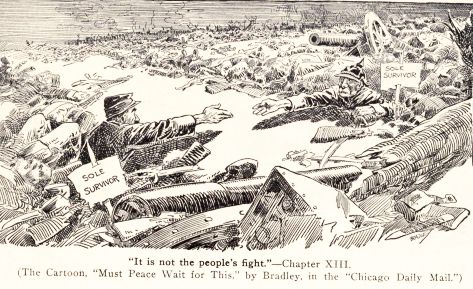 SOLE
SURVIVOR
SOLE
SURVIVOR
"It is not the people's fight."—Chapter XIII.
(The Cartoon, "Must Peace Wait for This," by Bradley, in the "Chicago Daily Mail.")